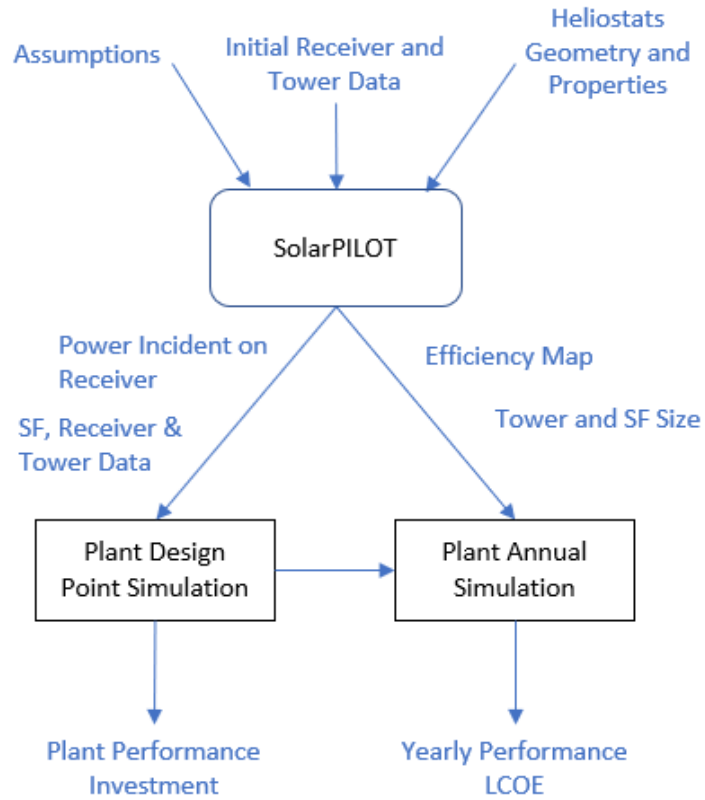 Assumptions
Initial Receiver and
Tower Data
Heliostats
Geometry and
Properties
SolarPILOT
Power Incident on
Receiver
SF, Receiver &
Tower Data
Efficiency Map
Tower and SF Size
Plant Design
Point Simulation
Plant Annual
Simulation
Plant Performance
Investment
Yearly Performance
LCOE